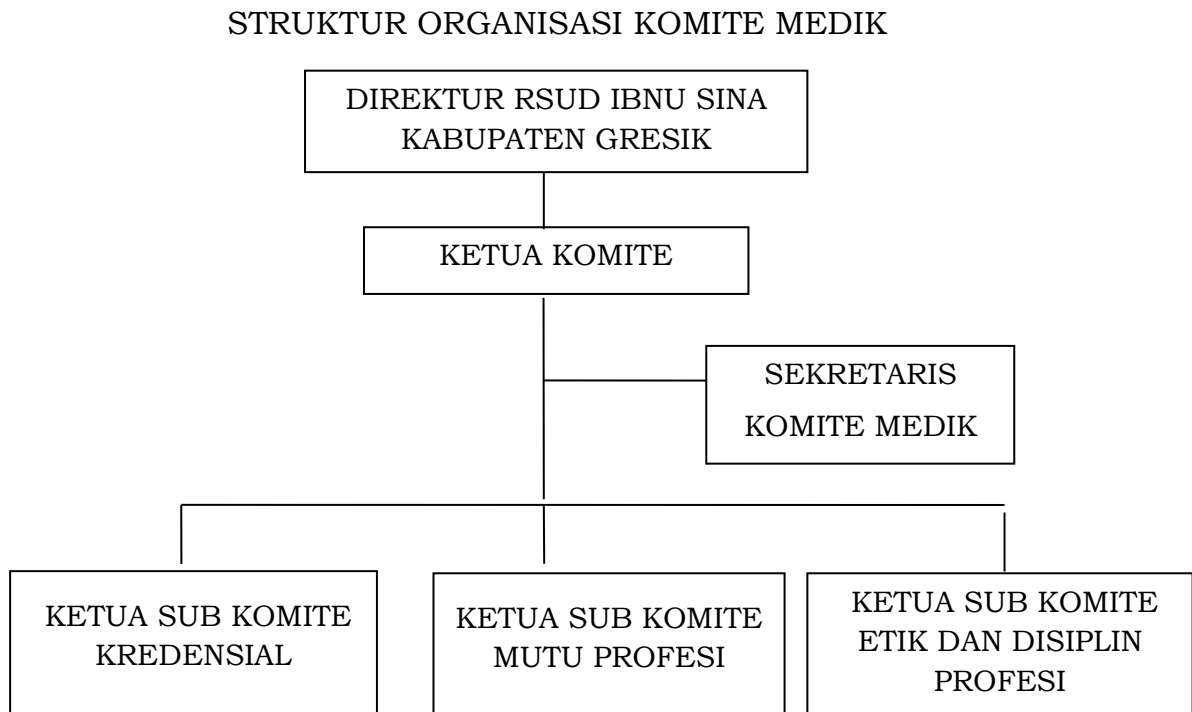 STRUKTUR ORGANISASI KOMITE MEDIK
DIREKTUR RSUD IBNU SINA
KABUPATEN GRESIK
KETUA KOMITE
SEKRETARIS
KOMITE MEDIK
KETUA SUB KOMITE
KREDENSIAL
KETUA SUB KOMITE
MUTU PROFESI
KETUA SUB KOMITE
ETIK DAN DISIPLIN
PROFESI